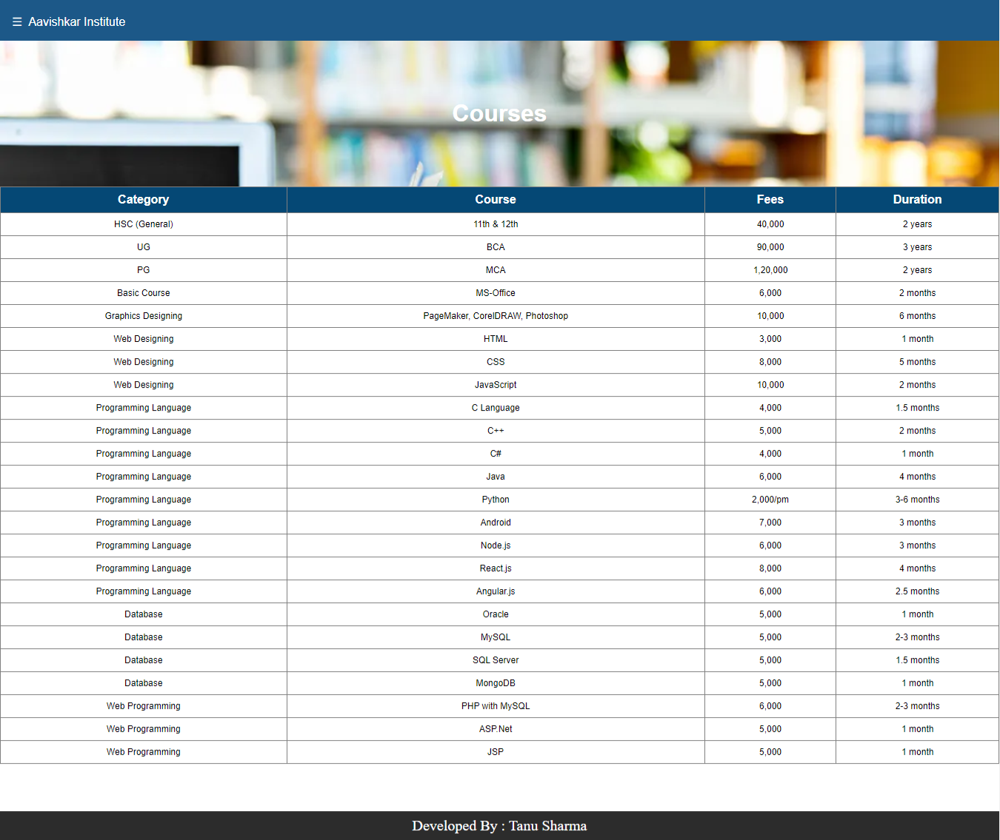 ☰ Aavishkar Institute
Courses
Category Course Fees Duration
HSC (General) 11th & 12th 40,000 2 years
UG BCA 90,000 3 years
PG MCA 1,20,000 2 years
Basic Course MS-Office 6,000 2 months
Graphics Designing PageMaker, CorelDRAW, Photoshop 10,000 6 months
Web Designing HTML 3,000 1 month
Web Designing CSS 8,000 5 months
Web Designing JavaScript 10,000 2 months
Programming Language C Language 4,000 1.5 months
Programming Language C++ 5,000 2 months
Programming Language C# 4,000 1 month
Programming Language Java 6,000 4 months
Programming Language Python 2,000/pm 3-6 months
Programming Language Android 7,000 3 months
Programming Language Node.js 6,000 3 months
Programming Language React.js 8,000 4 months
Programming Language Angular.js 6,000 2.5 months
Database Oracle 5,000 1 month
Database MySQL 5,000 2-3 months
Database SQL Server 5,000 1.5 months
Database MongoDB 5,000 1 month
Web Programming PHP with MySQL 6,000 2-3 months
Web Programming ASP.Net 5,000 1 month
Web Programming JSP 5,000 1 month
Developed By : Tanu Sharma